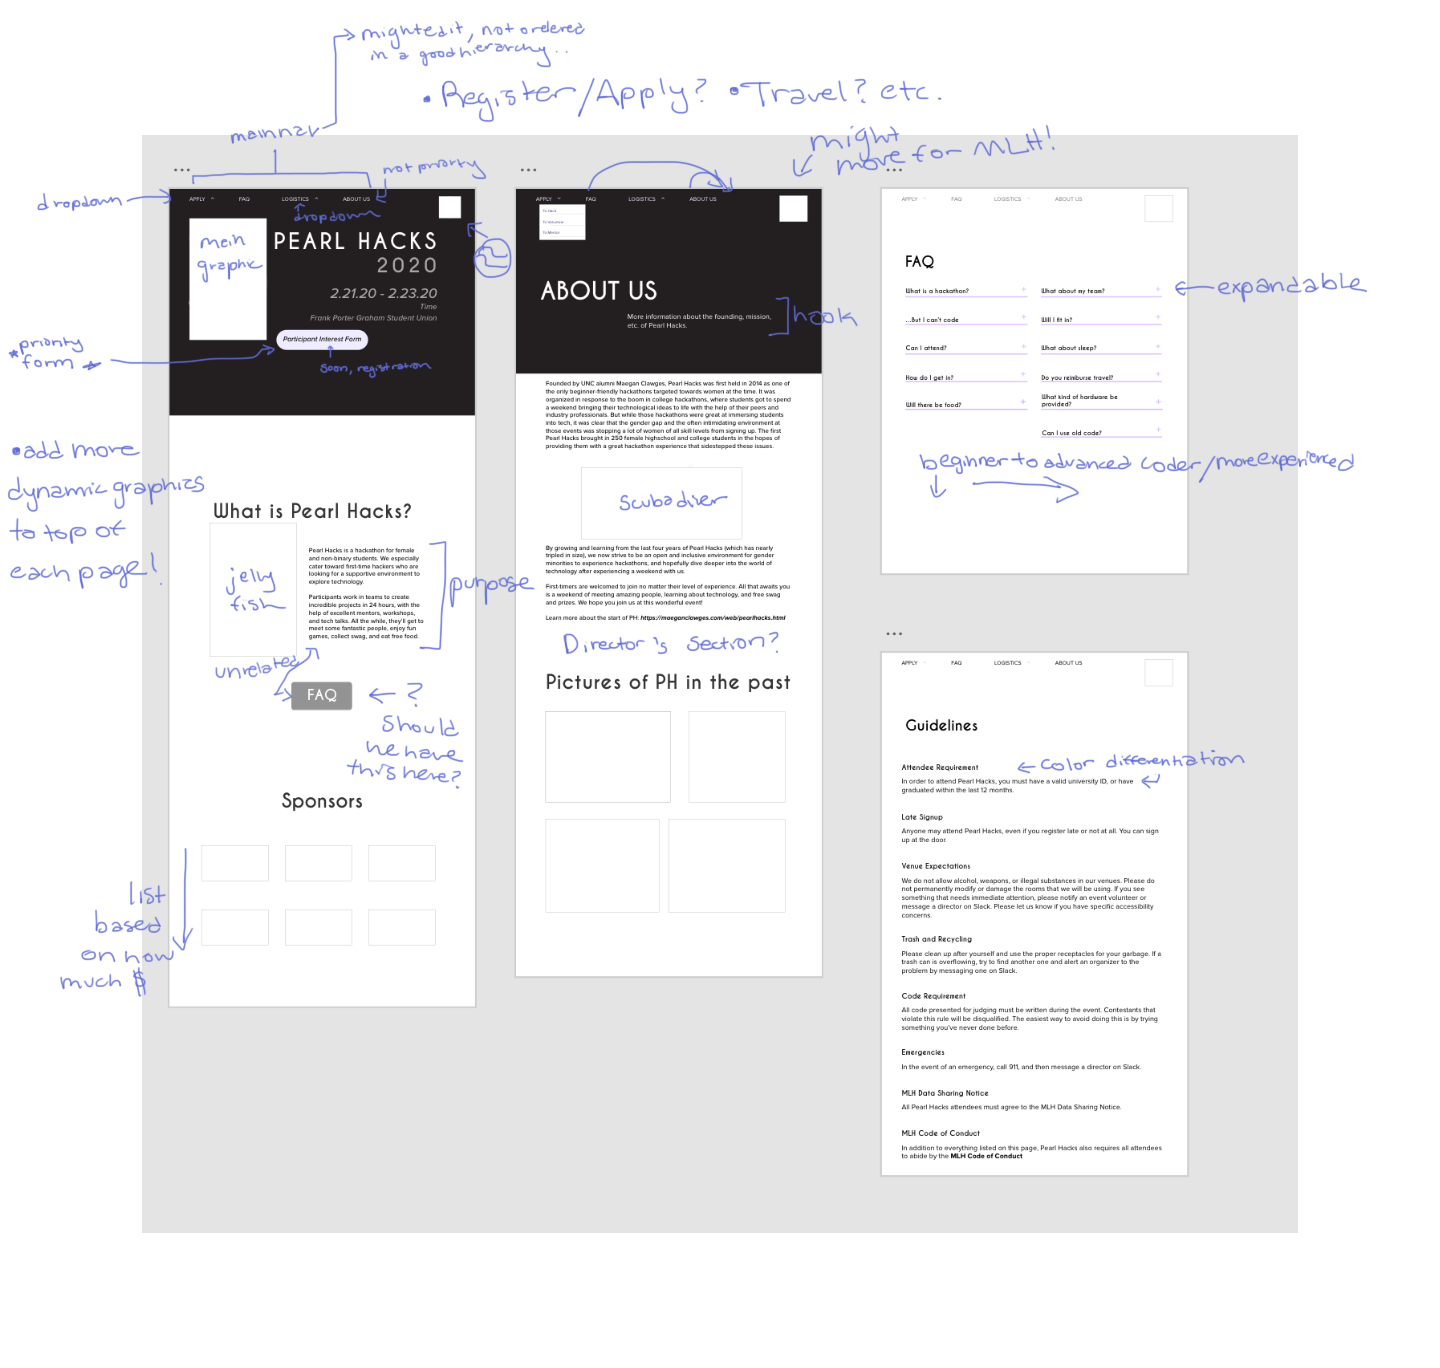 mightedit, not ordered
in a good hierarchy..
• Register/Apply? • Travel? etc.
main nav
might
move for MLH!
not priority
dropdown
APPLY
FAQ
LOGISTICS
ABOUT US
dropdown
main
graphic
PEARL HACKS
2020
2.21.20 - 2.23.20
Time
Frank Porter Graham Student Union
Participant Interest Form
soon, registration
*priority
form
• add more
dynamic graphics
to top of
each page!
What is Pearl Hacks?
jelly
fish
Pearl Hacks is a hackathon for female
and non-binary students. We especially
cater toward first-time hackers who are
looking for a supportive environment to
explore technology.
Participants work in teams to create
incredible projects in 24 hours, with the
help of excellent mentors, workshops,
and tech talks. All the while, they'll get to
meet some fantastic people, enjoy fun
games, collect swag, and eat free food.
purpose
unrelated
FAQ
?
Should
we have
this here?
Sponsors
list
based
on how
much $
APPLY
FAQ
LOGISTICS
ABOUT US
ABOUT US
More information about the founding, mission,
etc. of Pearl Hacks.
hook
Founded by UNC alumni Maegan Clawges, Pearl Hacks was first held in 2014 as one of
the only beginner-friendly hackathons targeted towards women at the time. It was
organized in response to the boom in college hackathons, where students got to spend
a weekend bringing their technological ideas to life with the help of their peers and
industry professionals. But while those hackathons were great at immersing students
into tech, it was clear that the gender gap and the often intimidating environment at
those events was stopping a lot of women of all skill levels from signing up. The first
Pearl Hacks brought in 250 female highschool and college students in the hopes of
providing them with a great hackathon experience that sidestepped these issues.
Scuba diver
By growing and learning from the last four years of Pearl Hacks (which has nearly
tripled in size), we now strive to be an open and inclusive environment for gender
minorities to experience hackathons, and hopefully dive deeper into the world of
technology after experiencing a weekend with us.
First-timers are welcomed to join no matter their level of experience. All that awaits you
is a weekend of meeting amazing people, learning about technology, and free swag
and prizes. We hope you join us at this wonderful event!
Learn more about the start of PH: https://maeganclawges.com/web/pearlhacks.html
Director's Section?
Pictures of PH in the past
APPLY
FAQ
LOGISTICS
ABOUT US
FAQ
What is a hackathon? +
What about my team? +
expandable
...But I can't code +
Will I fit in? +
Can I attend? +
What about sleep? +
How do I get in? +
Do you reimburse travel? +
Will there be food? +
What kind of hardware be
provided? +
Can I use old code? +
beginner to advanced coder/more experienced
APPLY
FAQ
LOGISTICS
ABOUT US
Guidelines
Attendee Requirement
color differentiation
In order to attend Pearl Hacks, you must have a valid university ID, or have
graduated within the last 12 months.
Late Signup
Anyone may attend Pearl Hacks, even if you register late or not at all. You can sign
up at the door.
Venue Expectations
We do not allow alcohol, weapons, or illegal substances in our venues. Please do
not permanently modify or damage the rooms that we will be using. If you see
something that needs immediate attention, please notify an event volunteer or
message a director on Slack. Please let us know if you have specific accessibility
concerns.
Trash and Recycling
Please clean up after yourself and use the proper receptacles for your garbage. If a
trash can is overflowing, try to find another one and alert an organizer to the
problem by messaging one on Slack.
Code Requirement
All code presented for judging must be written during the event. Contestants that
violate this rule will be disqualified. The easiest way to avoid doing this is by trying
something you've never done before.
Emergencies
In the event of an emergency, call 911, and then message a director on Slack.
MLH Data Sharing Notice
All Pearl Hacks attendees must agree to the MLH Data Sharing Notice.
MLH Code of Conduct
In addition to everything listed on this page, Pearl Hacks also requires all attendees
to abide by the MLH Code of Conduct